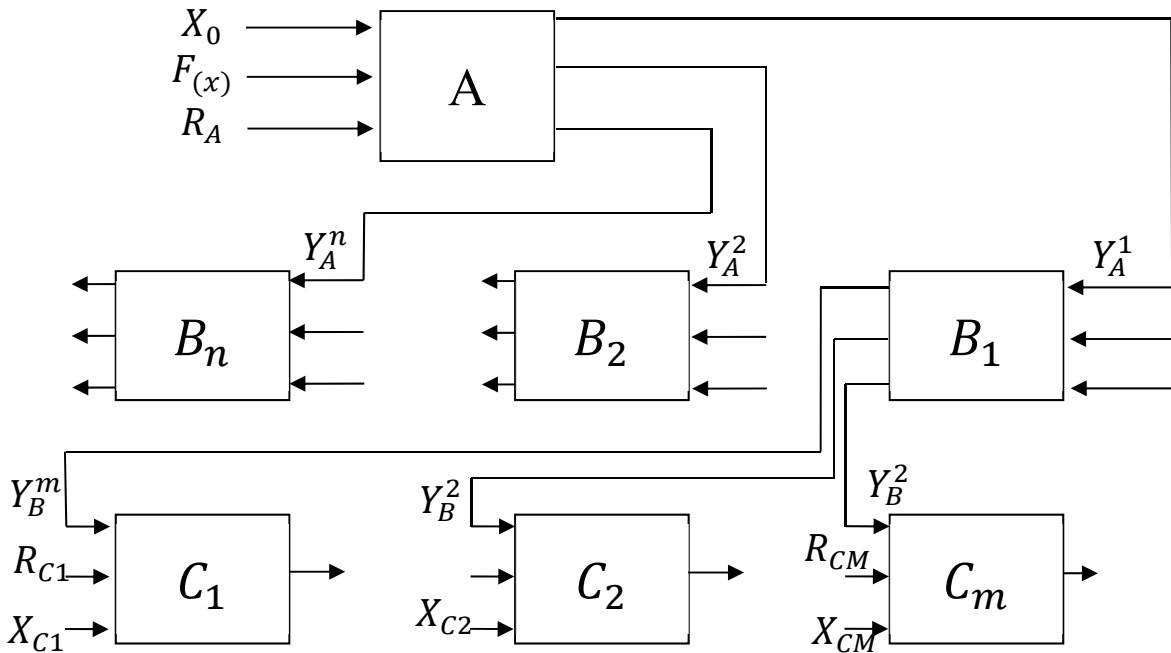 X_0
F_(x)
R_A
A
Y_A^n
Y_A^2
Y_A^1
B_n
B_2
B_1
Y_B^m
Y_B^2
Y_B^2
R_C1
R_CM
C_1
C_2
C_m
X_C1
X_C2
X_CM